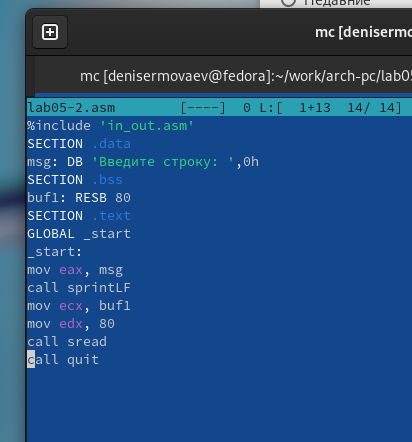 Недавние
mc [denisermo
mc [denisermovaev@fedora]:~/work/arch-pc/lab05
lab05-2.asm [----] 0 L:[ 1+13 14/ 14]
%include 'in_out.asm'
SECTION .data
msg: DB 'Введите строку: ',0h
SECTION .bss
buf1: RESB 80
SECTION .text
GLOBAL _start
_start:
mov eax, msg
call sprintLF
mov ecx, buf1
mov edx, 80
call sread
call quit